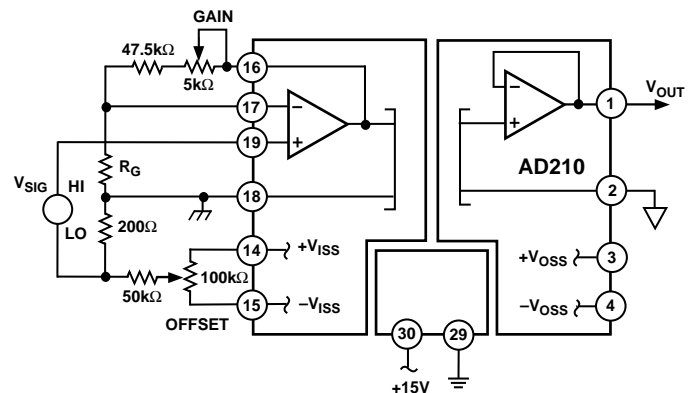 GAIN
47.5kΩ
5kΩ
16
17
19
18
14
15
1
V_OUT
AD210
2
3
4
R_G
V_SIG
HI
LO
200Ω
50kΩ
100kΩ
OFFSET
+V_ISS
–V_ISS
+V_OSS
–V_OSS
30
29
+15V